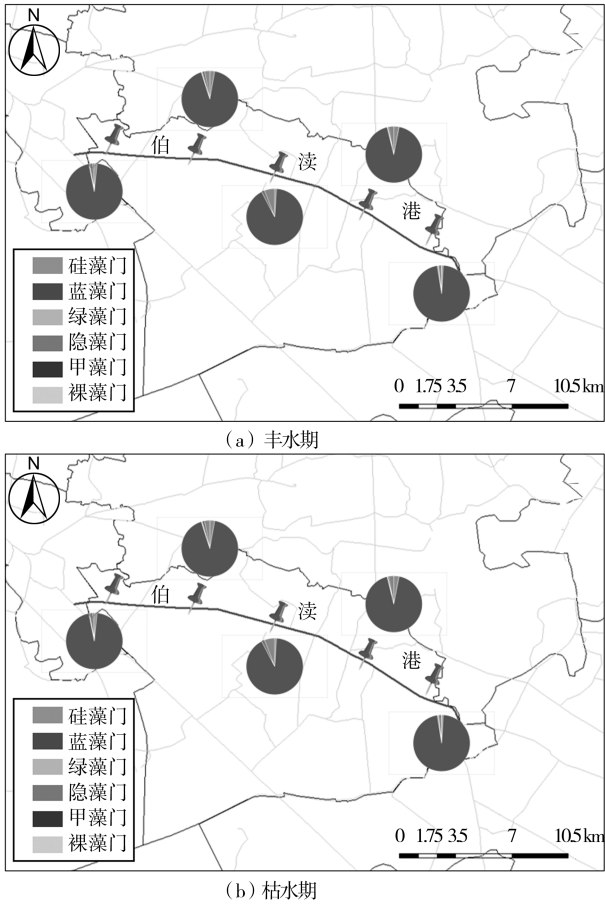 N
伯
渎
港
硅藻门
蓝藻门
绿藻门
隐藻门
甲藻门
裸藻门
0 1.75 3.5 7 10.5 km
（a）丰水期
N
伯
渎
港
硅藻门
蓝藻门
绿藻门
隐藻门
甲藻门
裸藻门
0 1.75 3.5 7 10.5 km
（b）枯水期